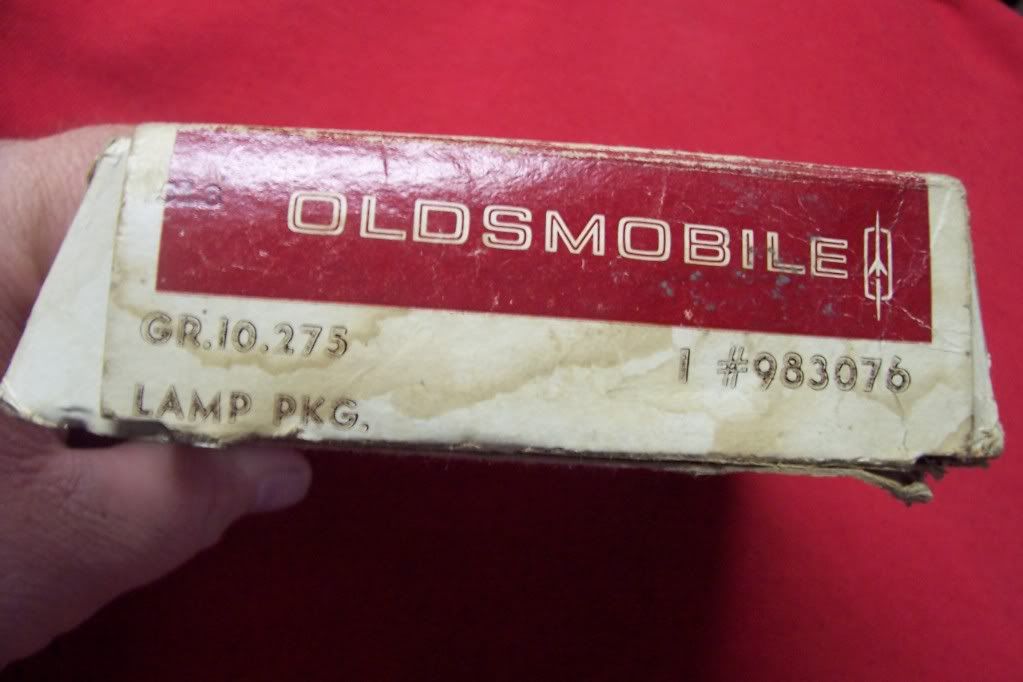 OLDSMOBILE
GR.10.275
1 #983076
LAMP PKG.